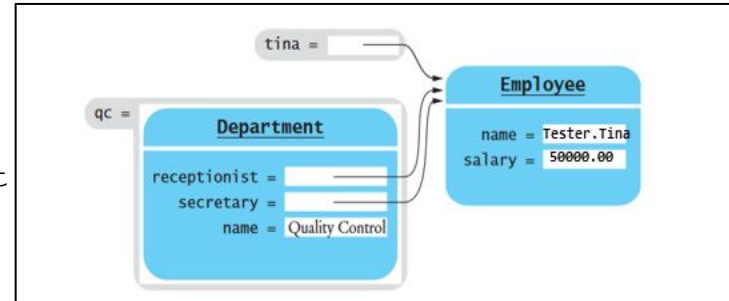 tina =
Employee
name = Tester.Tina
salary = 50000.00
qc =
Department
receptionist =
secretary =
name = Quality Control